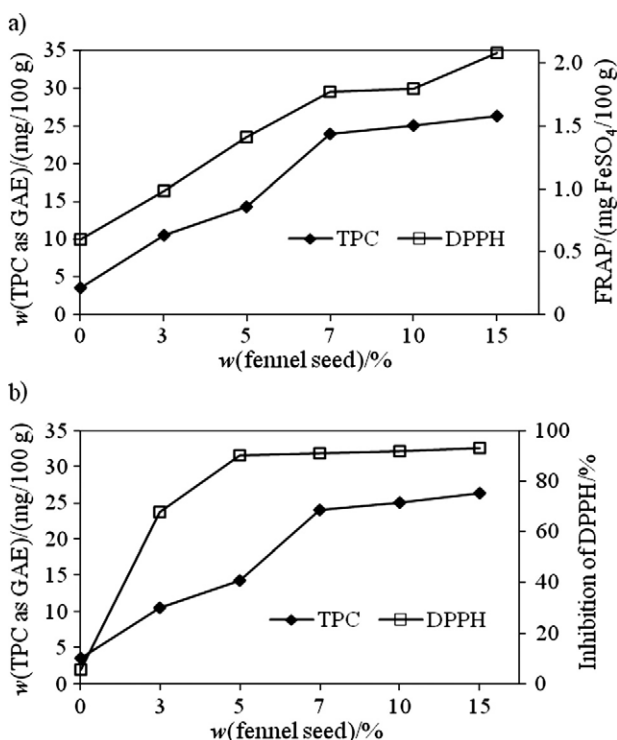 a)
w(TPC as GAE)/(mg/100 g)
35
30
25
20
15
10
5
0
2.0
1.5
1.0
0.5
0
FRAP/(mg FeSO₄/100 g)
TPC DPPH
0 3 5 7 10 15
w(fennel seed)/%
b)
w(TPC as GAE)/(mg/100 g)
35
30
25
20
15
10
5
0
100
80
60
40
20
0
Inhibition of DPPH/%
TPC DPPH
0 3 5 7 10 15
w(fennel seed)/%